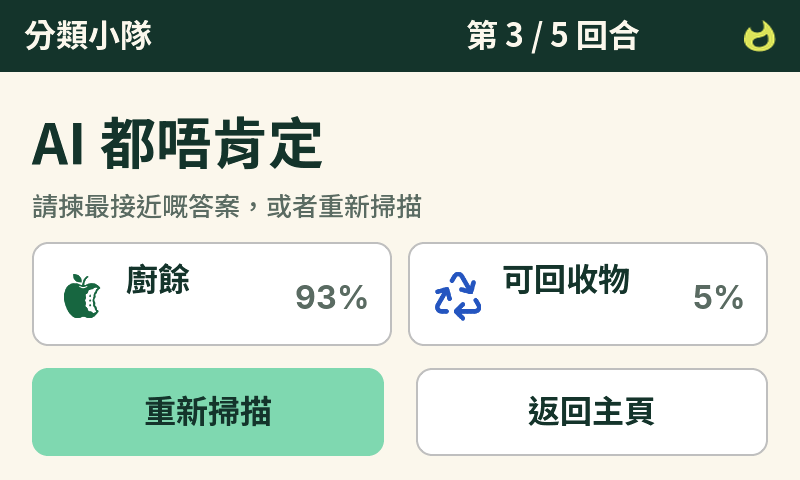 分類小隊
第 3 / 5 回合
AI 都唔肯定
請揀最接近嘅答案，或者重新掃描
廚餘
93%
可回收物
5%
重新掃描
返回主頁